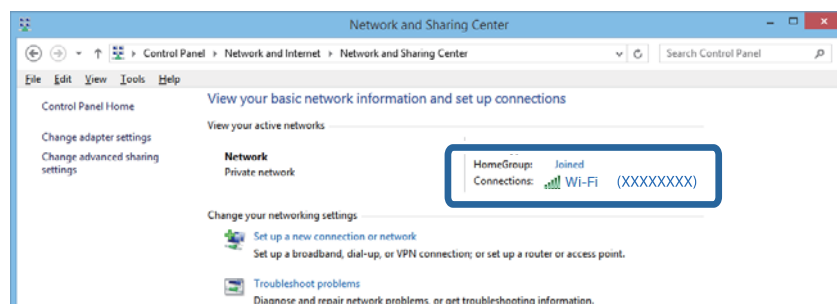 Network and Sharing Center
Control Panel Network and Internet Network and Sharing Center Search Control Panel
File Edit View Tools Help
Control Panel Home
Change adapter settings
Change advanced sharing
settings
View your basic network information and set up connections
View your active networks
Network
Private network
HomeGroup: Joined
Connections: Wi-Fi (XXXXXXXX)
Change your networking settings
Set up a new connection or network
Set up a broadband, dial-up, or VPN connection; or set up a router or access point.
Troubleshoot problems
Diagnose and repair network problems, or get troubleshooting information.